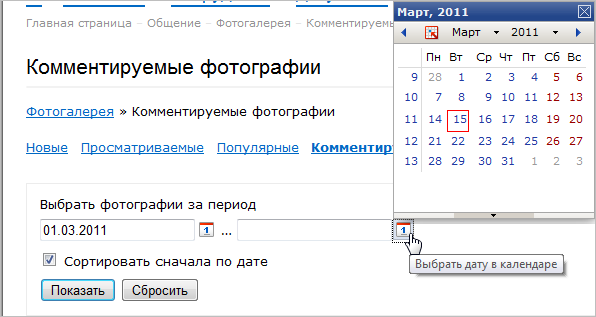 Главная страница – Общение – Фотогалерея – Комментируемы
Комментируемые фотографии
Фотогалерея » Комментируемые фотографии
Новые Просматриваемые Популярные Комментир
Выбрать фотографии за период
01.03.2011 1 ... 1
Сортировать сначала по дате
Показать Сбросить
Март, 2011
Март 2011
Пн Вт Ср Чт Пт Сб Вс
9 28 1 2 3 4 5 6
10 7 8 9 10 11 12 13
11 14 15 16 17 18 19 20
12 21 22 23 24 25 26 27
13 28 29 30 31 1 2 3
Выбрать дату в календаре